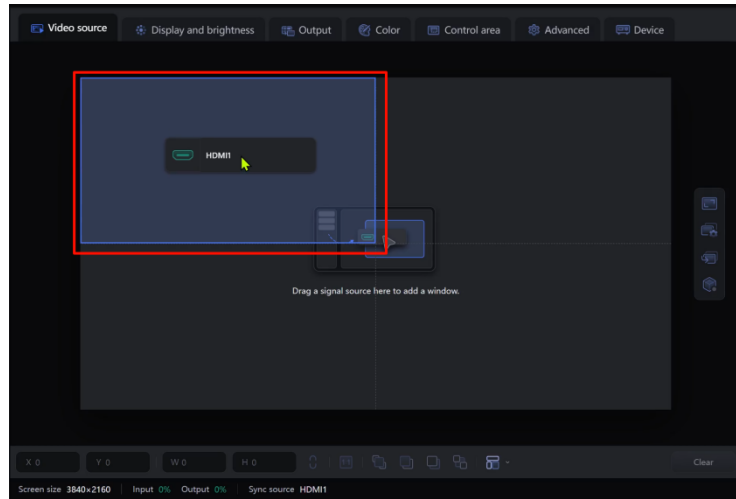 Video source Display and brightness Output Color Control area Advanced Device
HDMI1
Drag a signal source here to add a window.
X 0 Y 0 W 0 H 0 Clear
Screen size 3840×2160 Input 0% Output 0% Sync source HDMI1